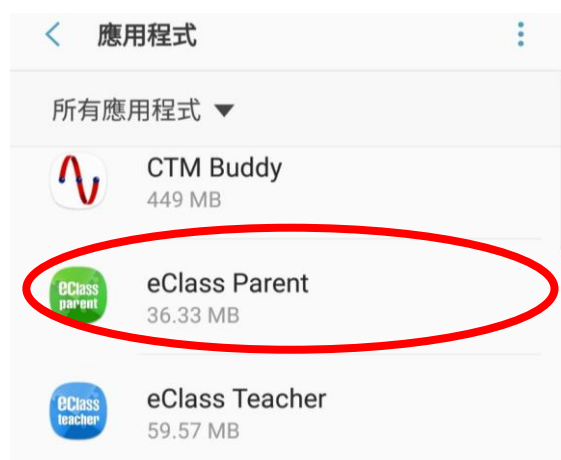 應用程式
所有應用程式
CTM Buddy
449 MB
eClass
parent
eClass Parent
36.33 MB
eClass
teacher
eClass Teacher
59.57 MB